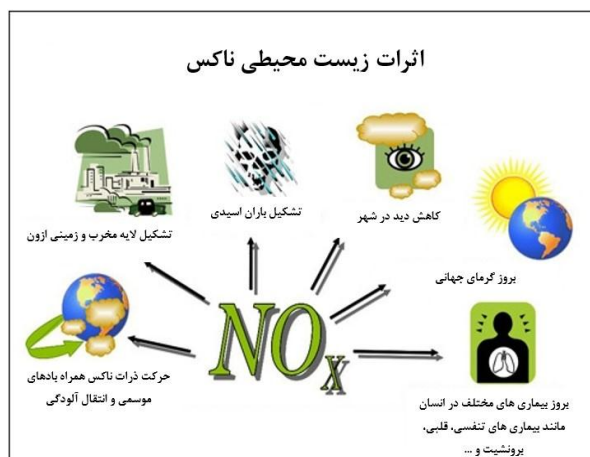 اثرات زیست محیطی ناکس
کاهش دید در شهر
تشکیل باران اسیدی
تشکیل لایه مخرب و زمینی ازون
بروز گرمای جهانی
NOx
حرکت ذرات ناکس همراه بادهای
موسمی و انتقال آلودگی
بروز بیماری های مختلف در انسان
مانند بیماری های تنفسی، قلبی،
برونشیت و ...